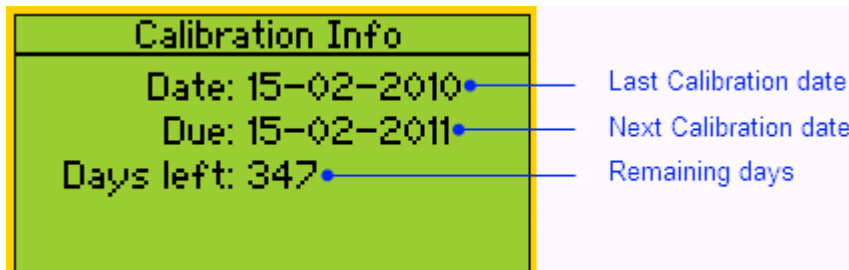 Calibration Info
Date: 15-02-2010
Last Calibration date
Due: 15-02-2011
Next Calibration date
Days left: 347
Remaining days